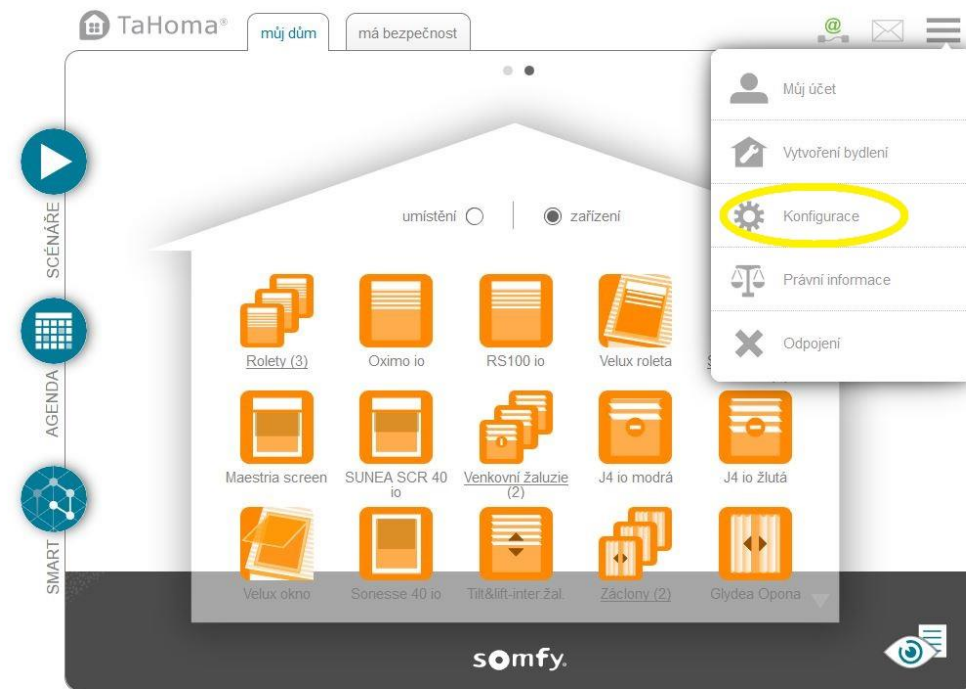 TaHoma®
můj dům
má bezpečnost
@
Můj účet
Vytvoření bydlení
Konfigurace
Právní informace
Odpojení
umístění
zařízení
SCÉNÁŘE
AGENDA
SMART
Rolety (3)
Oximo io
RS100 io
Velux roleta
Maestria screen
SUNEA SCR 40
io
Venkovní žaluzie
(2)
J4 io modrá
J4 io žlutá
Velux okno
Sonesse 40 io
Tilt&lift-inter.žal.
Záclony (2)
Glydea Opona
somfy.